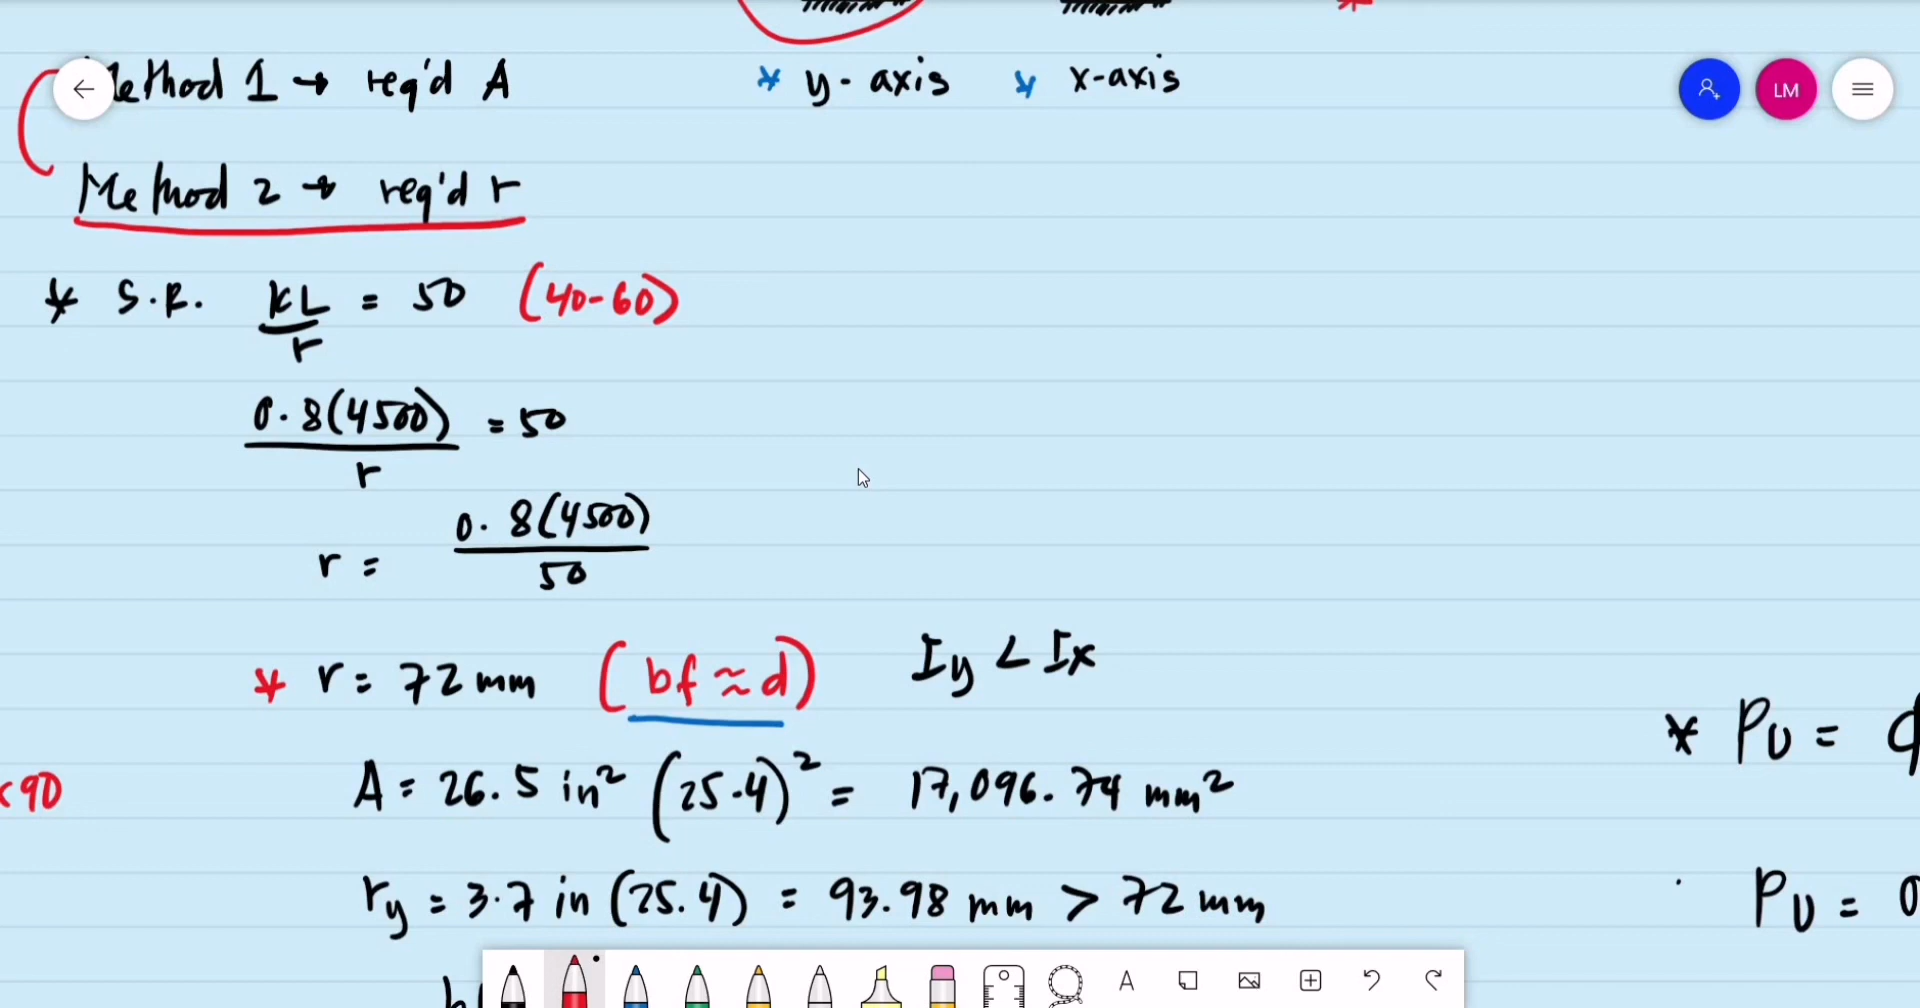 Method 1 → req'd A
* y-axis * x-axis
LM
Method 2 → req'd r
* S.R. kL/r = 50 (40-60)
0.8(4500)/r = 50
r = 0.8(4500)/50
* r = 72 mm (bf ≈ d) Iy < Ix
* PU =
<90 A = 26.5 in² (25.4)² = 17,096.74 mm²
ry = 3.7 in (25.4) = 93.98 mm > 72 mm
PU = 0
A